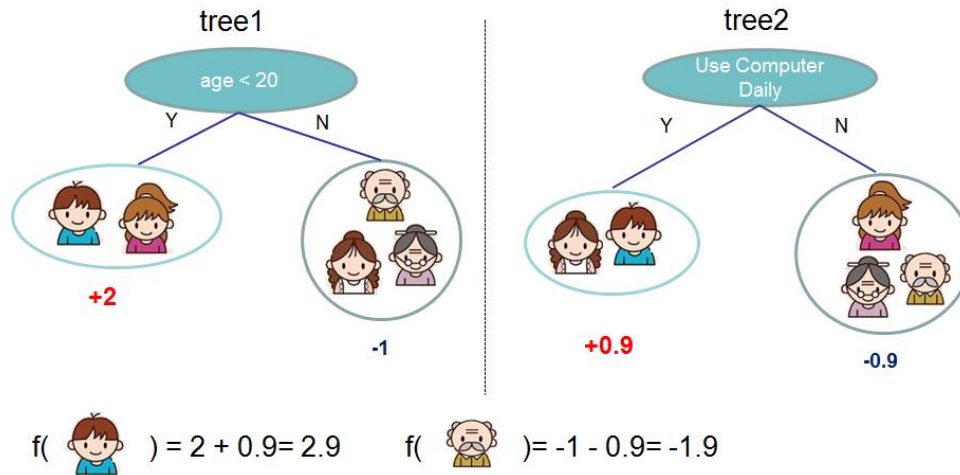 tree1
tree2
age < 20
Use Computer
Daily
Y
N
Y
N
+2
-1
+0.9
-0.9
f( ) = 2 + 0.9= 2.9
f( )= -1 - 0.9= -1.9